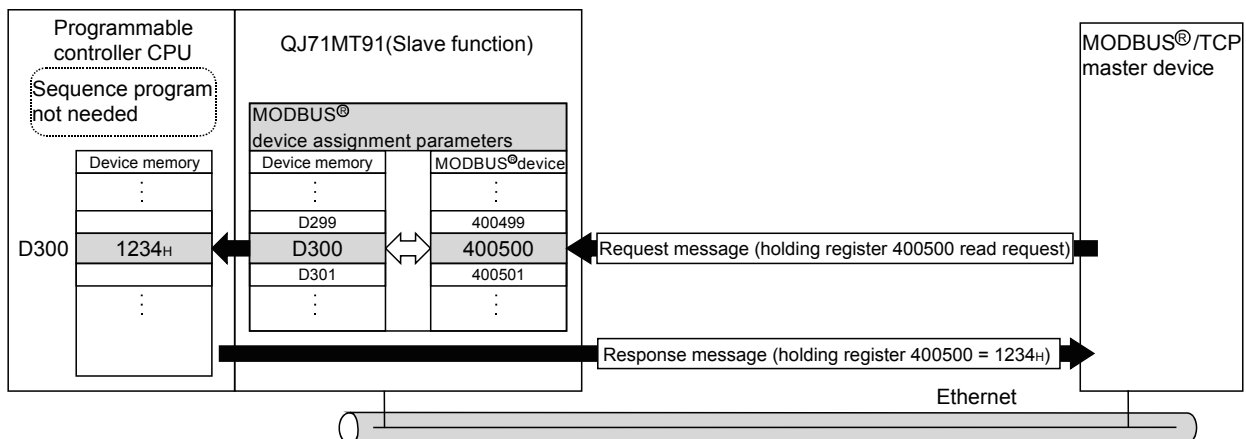 Programmable
controller CPU
Sequence program
not needed
Device memory
⋮
D300
1234H
⋮
QJ71MT91(Slave function)
MODBUS®
device assignment parameters
Device memory
MODBUS®device
⋮
⋮
D299
400499
D300
400500
D301
400501
⋮
⋮
MODBUS®/TCP
master device
Request message (holding register 400500 read request)
Response message (holding register 400500 = 1234H)
Ethernet